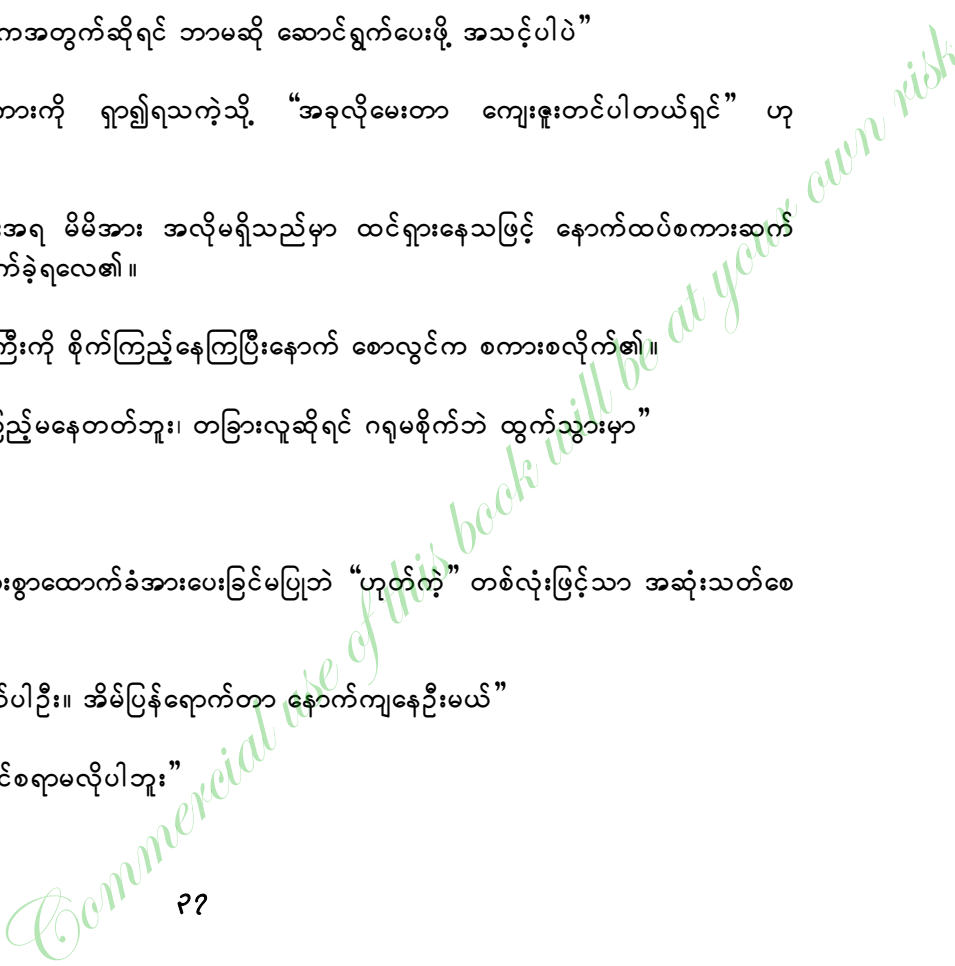 ကအတွက်ဆိုရင် ဘာမဆို ဆောင်ရွက်ပေးဖို့ အသင့်ပါပဲ”
ကားကို ရှာ၍ရသကဲ့သို့ “အခုလိုမေးတာ ကျေးဇူးတင်ပါတယ်ရှင်” ဟု
အရ မိမိအား အလိုမရှိသည်မှာ ထင်ရှားနေသဖြင့် နောက်ထပ်စကားဆက်
က်ခဲ့ရလေ၏။
ကြီးကို စိုက်ကြည့်နေကြပြီးနောက် စောလွင်က စကားစလိုက်၏။
ကြည့်မနေတတ်ဘူး၊ တခြားလူဆိုရင် ဂရုမစိုက်ဘဲ ထွက်သွားမှာ”
းစွာထောက်ခံအားပေးခြင်မပြုဘဲ “ဟုတ်ကဲ့” တစ်လုံးဖြင့်သာ အဆုံးသတ်စေ
ပါဦး။ အိမ်ပြန်ရောက်တာ နောက်ကျနေဦးမယ်”
င်စရာမလိုပါဘူး”
၃၇
Commercial use of this book will be at your own risk